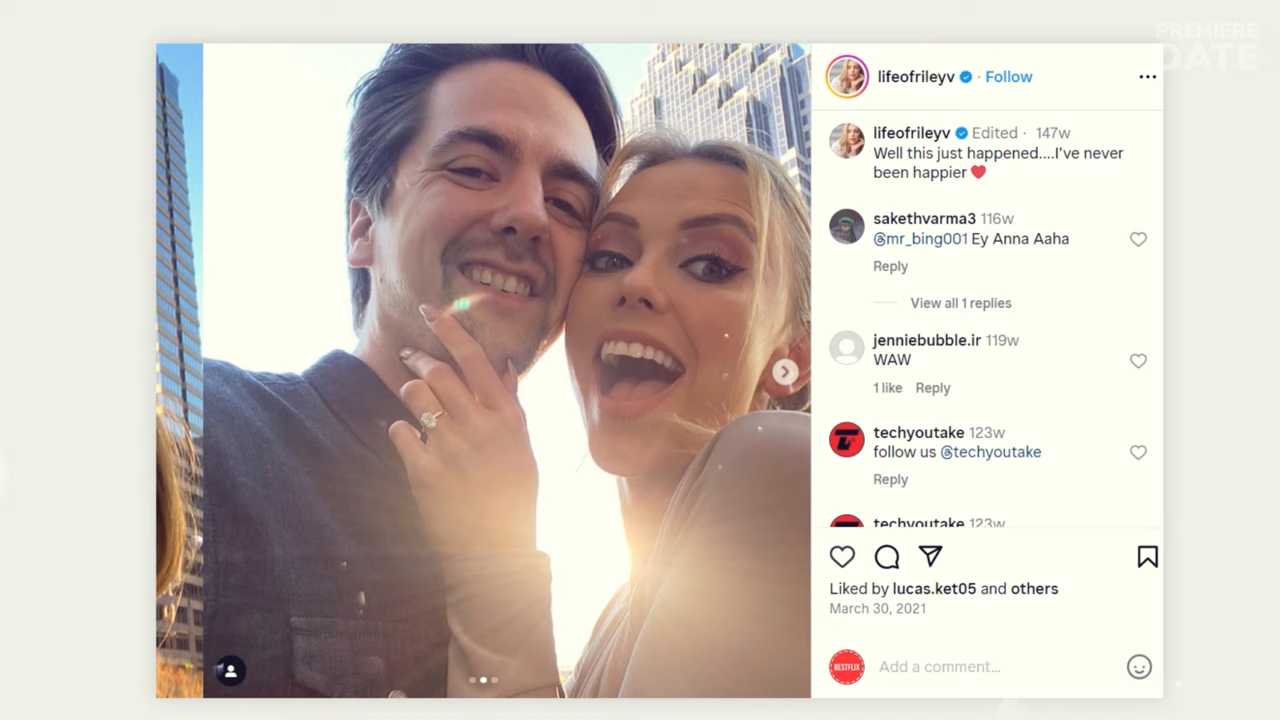 PREMIERE
DATE
lifeofrileyv · Follow
lifeofrileyv Edited · 147w
Well this just happened....I've never
been happier ❤️
sakethvarma3 116w
@mr_bing001 Ey Anna Aaha
Reply
View all 1 replies
jenniebubble.ir 119w
WAW
1 like Reply
techyoutake 123w
follow us @techyoutake
Reply
techyoutake 123w
Liked by lucas.ket05 and others
March 30, 2021
BESTFLIX
Add a comment...